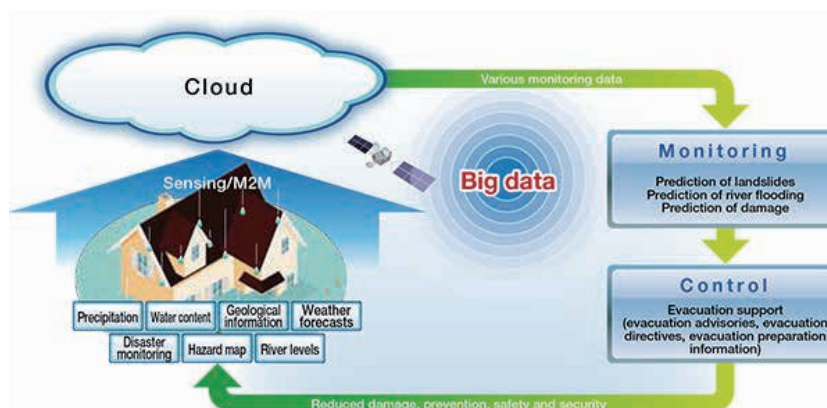 Cloud
Various monitoring data
Sensing/M2M
Big data
Monitoring
Prediction of landslides
Prediction of river flooding
Prediction of damage
Control
Evacuation support
(evacuation advisories, evacuation
directives, evacuation preparation
information)
Precipitation
Water content
Geological
information
Weather
forecasts
Disaster
monitoring
Hazard map
River levels
Reduced damage, prevention, safety and security